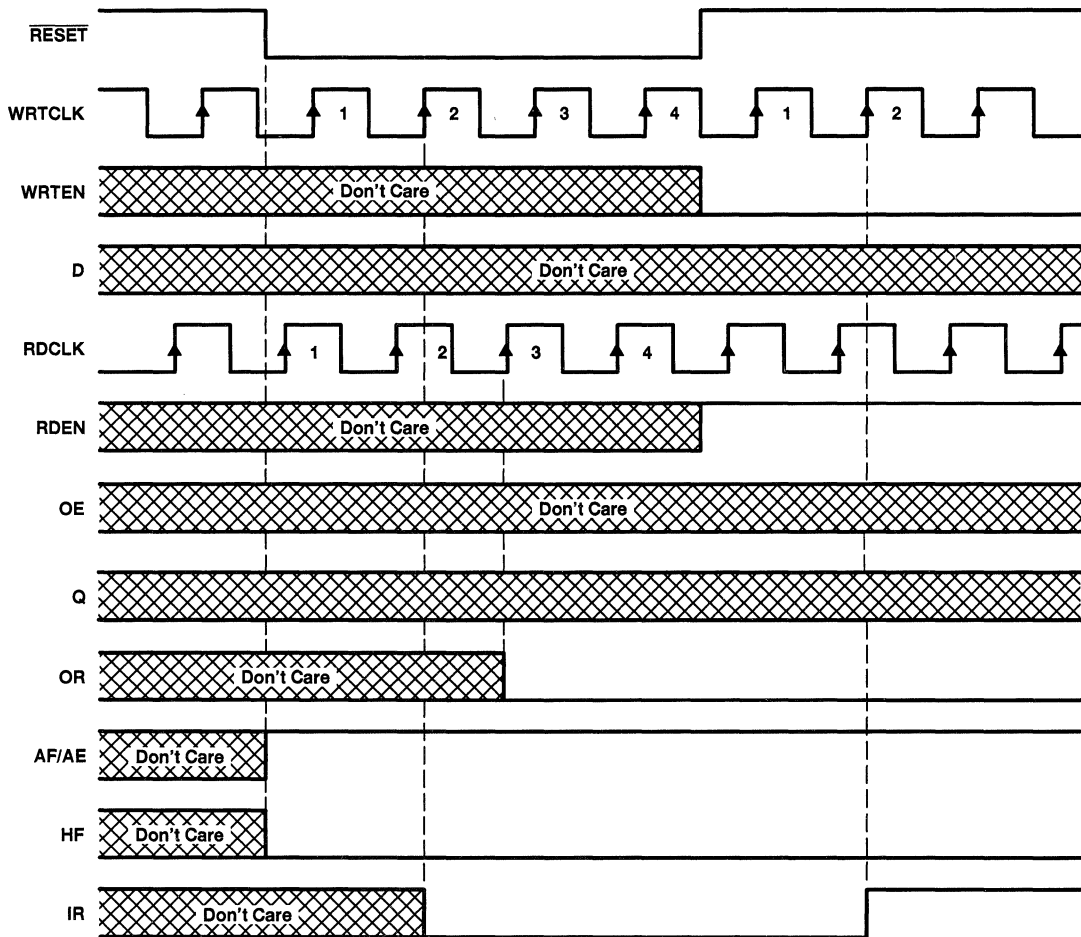 RESET
WRTCLK 1 2 3 4 1 2
WRTEN Don't Care
D Don't Care
RDCLK 1 2 3 4
RDEN Don't Care
OE Don't Care
Q
OR Don't Care
AF/AE Don't Care
HF Don't Care
IR Don't Care